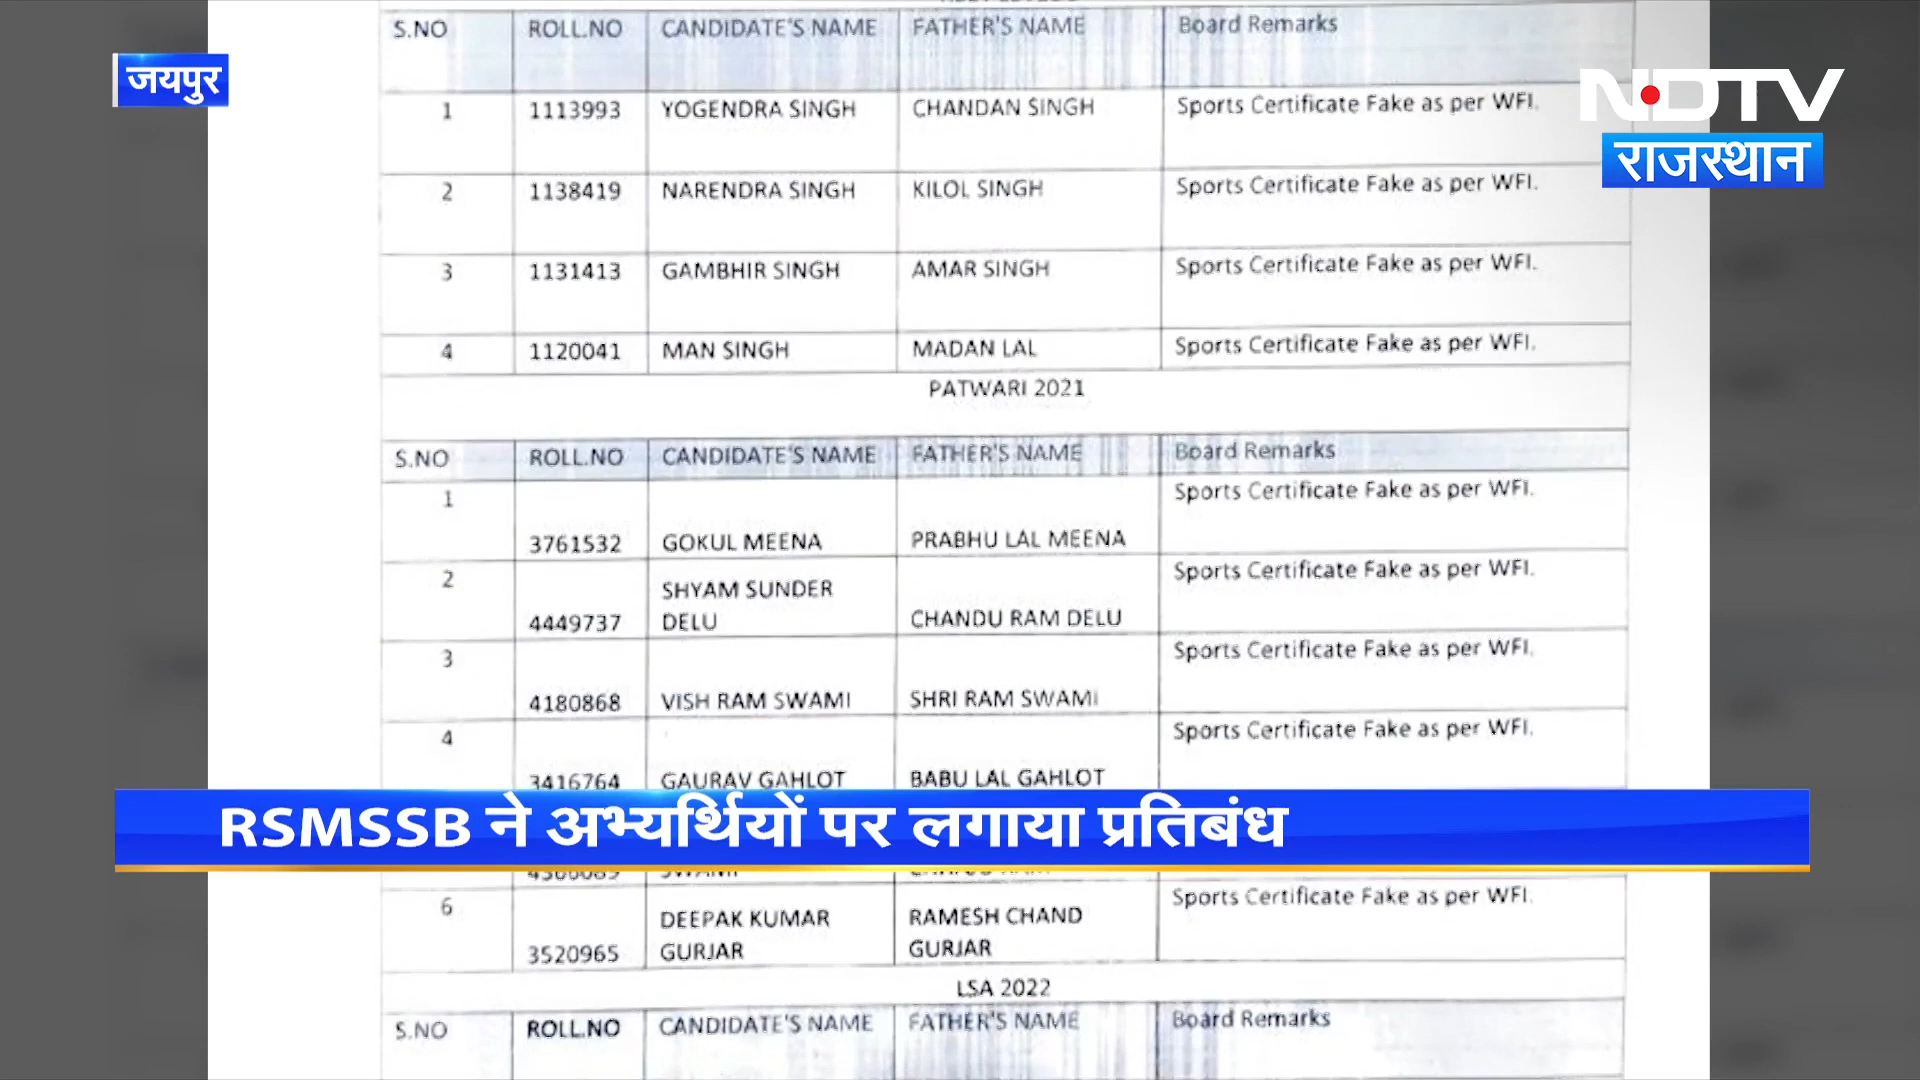 जयपुर
NDTV
राजस्थान
S.NO ROLL.NO CANDIDATE'S NAME FATHER'S NAME Board Remarks
1 1113993 YOGENDRA SINGH CHANDAN SINGH Sports Certificate Fake as per WFI.
2 1138419 NARENDRA SINGH KILOL SINGH Sports Certificate Fake as per WFI.
3 1131413 GAMBHIR SINGH AMAR SINGH Sports Certificate Fake as per WFI.
4 1120041 MAN SINGH MADAN LAL Sports Certificate Fake as per WFI.
PATWARI 2021
S.NO ROLL.NO CANDIDATE'S NAME FATHER'S NAME Board Remarks
1 Sports Certificate Fake as per WFI.
3761532 GOKUL MEENA PRABHU LAL MEENA
2 SHYAM SUNDER Sports Certificate Fake as per WFI.
4449737 DELU CHANDU RAM DELU
3 Sports Certificate Fake as per WFI.
4180868 VISH RAM SWAMI SHRI RAM SWAMI
4 Sports Certificate Fake as per WFI.
3416764 GAURAV GAHLOT BABU LAL GAHLOT
RSMSSB ने अभ्यर्थियों पर लगाया प्रतिबंध
SWAMI
6 DEEPAK KUMAR RAMESH CHAND Sports Certificate Fake as per WFI.
3520965 GURJAR GURJAR
LSA 2022
S.NO ROLL.NO CANDIDATE'S NAME FATHER'S NAME Board Remarks